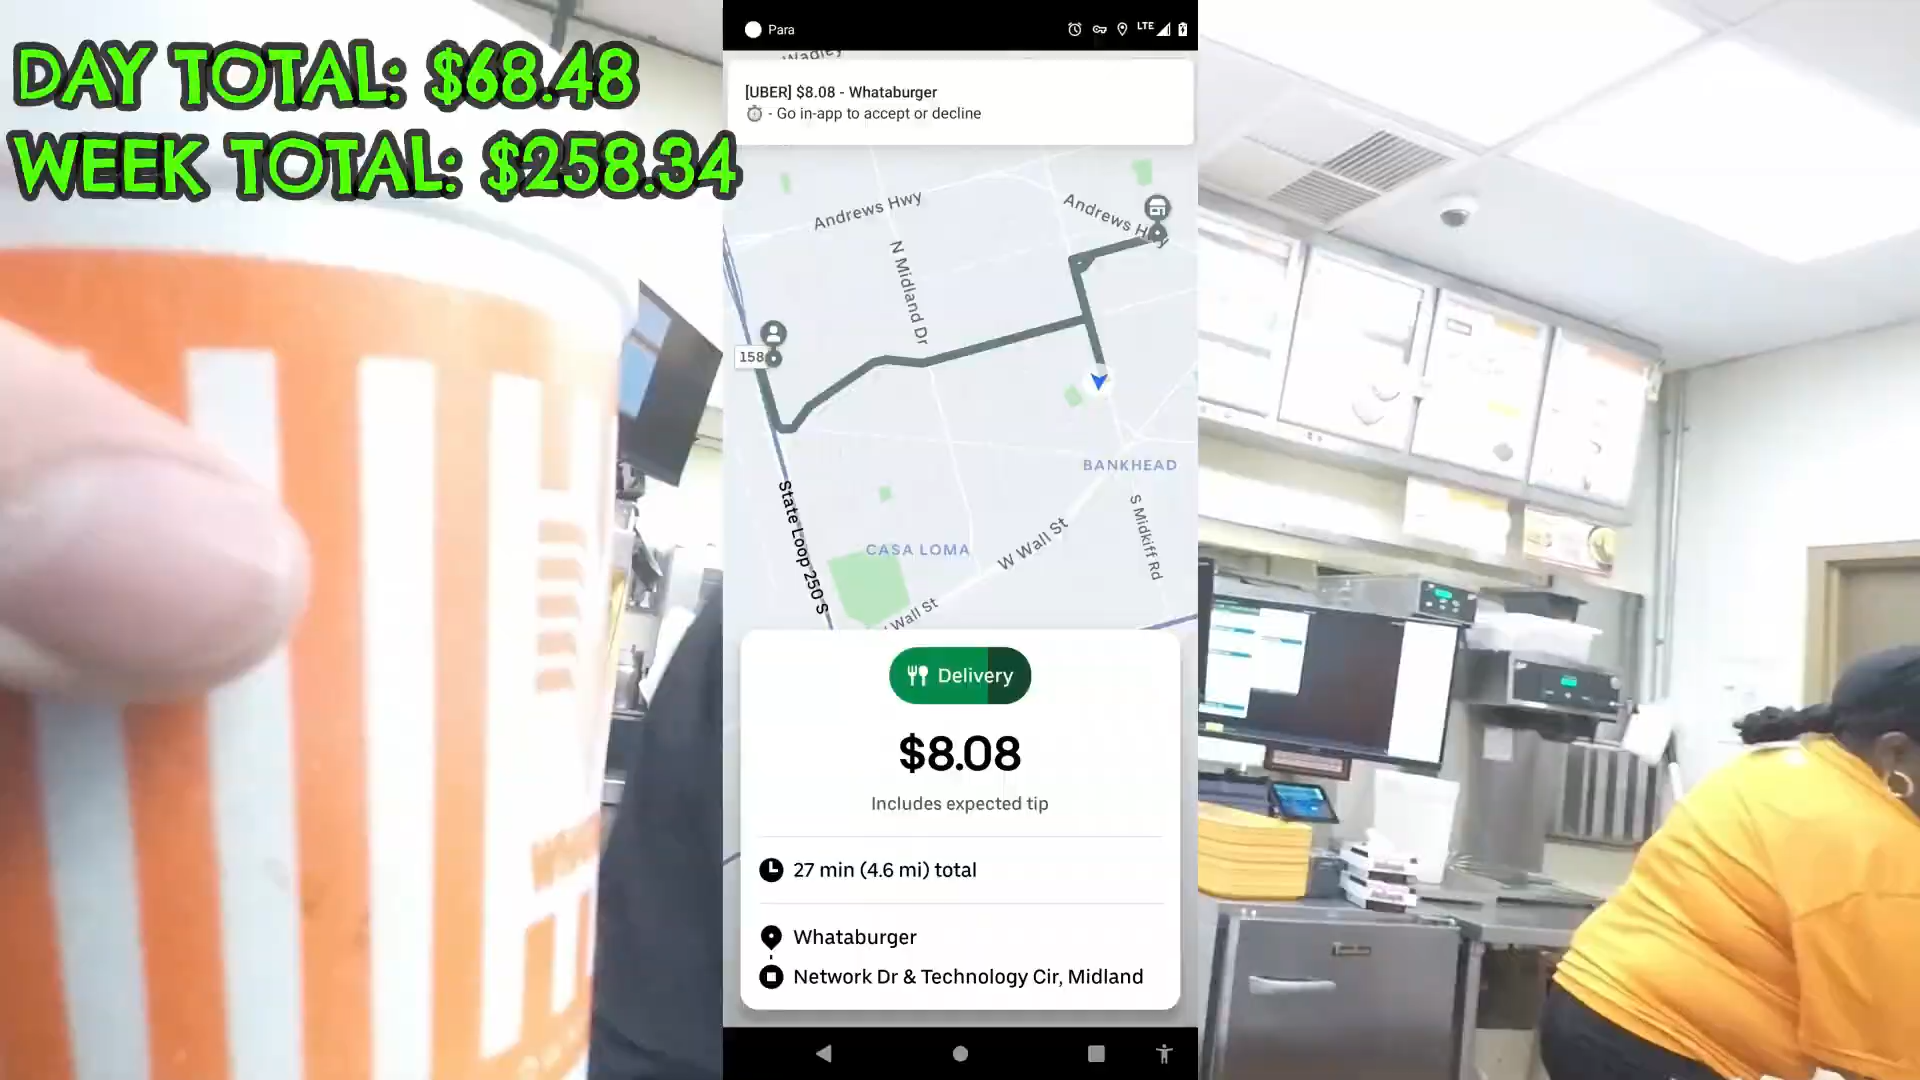 DAY TOTAL: $68.48
WEEK TOTAL: $258.34
Para
LTE
Wadley
[UBER] $8.08 - Whataburger
- Go in-app to accept or decline
Andrews Hwy
Andrews Hwy
N Midland Dr
158
BANKHEAD
State Loop 250 S
CASA LOMA
W Wall St
S Midkiff Rd
W Wall St
Delivery
$8.08
Includes expected tip
27 min (4.6 mi) total
Whataburger
Network Dr & Technology Cir, Midland